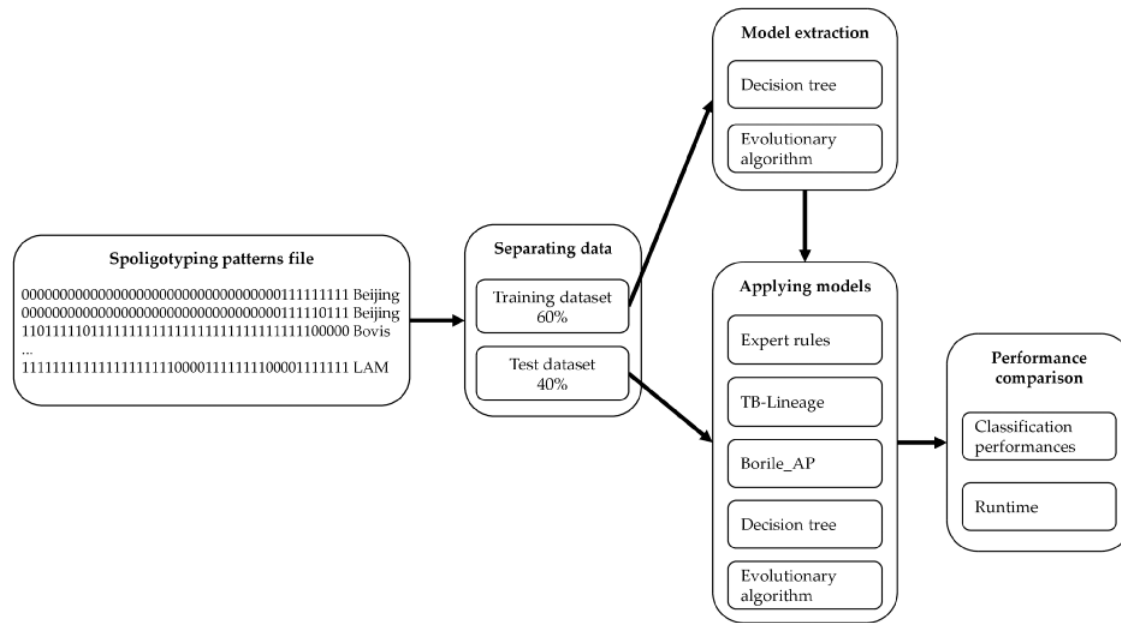 Spoligotyping patterns file
0000000000000000000000000000000000111111111 Beijing
0000000000000000000000000000000000111110111 Beijing
1101111101111111111111111111111111111100000 Bovis
...
1111111111111111111100001111111100001111111 LAM
Separating data
Training dataset
60%
Test dataset
40%
Model extraction
Decision tree
Evolutionary
algorithm
Applying models
Expert rules
TB-Lineage
Borile_AP
Decision tree
Evolutionary
algorithm
Performance
comparison
Classification
performances
Runtime